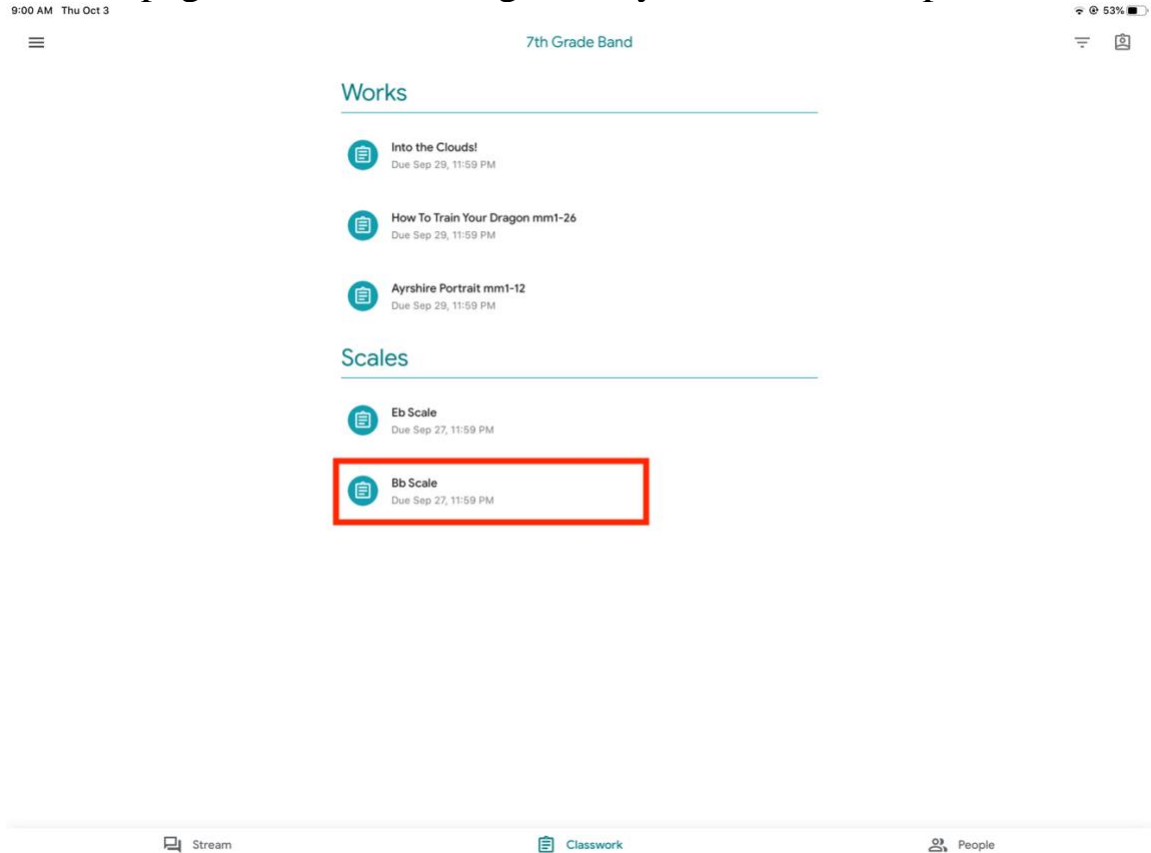 9:00 AM Thu Oct 3
53%
7th Grade Band
Works
Into the Clouds!
Due Sep 29, 11:59 PM
How To Train Your Dragon mm1-26
Due Sep 29, 11:59 PM
Ayrshire Portrait mm1-12
Due Sep 29, 11:59 PM
Scales
Eb Scale
Due Sep 27, 11:59 PM
Bb Scale
Due Sep 27, 11:59 PM
Stream
Classwork
People